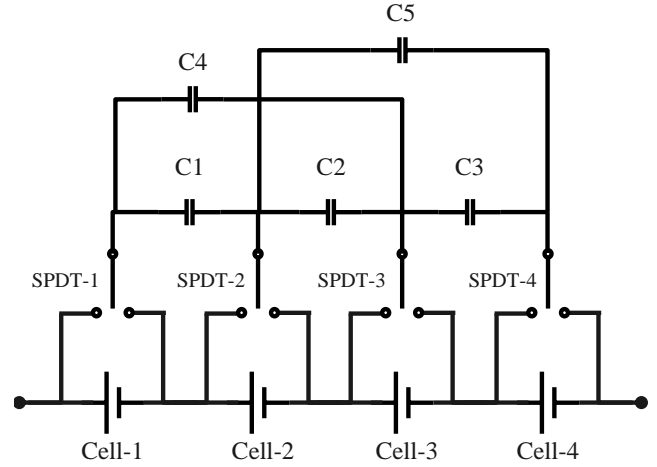 C5
C4
C1
C2
C3
SPDT-1
SPDT-2
SPDT-3
SPDT-4
Cell-1
Cell-2
Cell-3
Cell-4